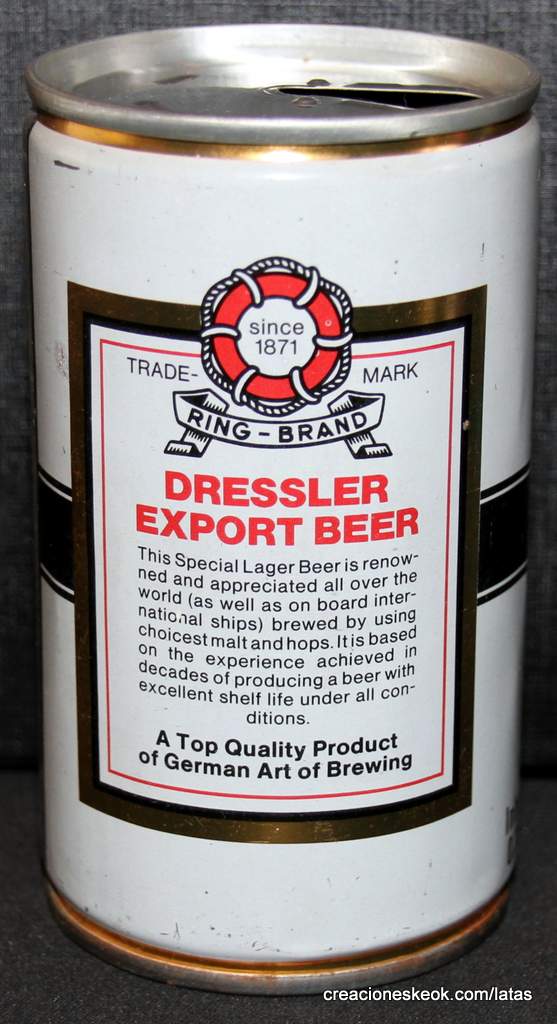 since
1871
TRADE- MARK
RING-BRAND
DRESSLER
EXPORT BEER
This Special Lager Beer is renow-
ned and appreciated all over the
world (as well as on board inter-
national ships) brewed by using
choicest malt and hops. It is based
on the experience achieved in
decades of producing a beer with
excellent shelf life under all con-
ditions.
A Top Quality Product
of German Art of Brewing
creacioneskeok.com/latas